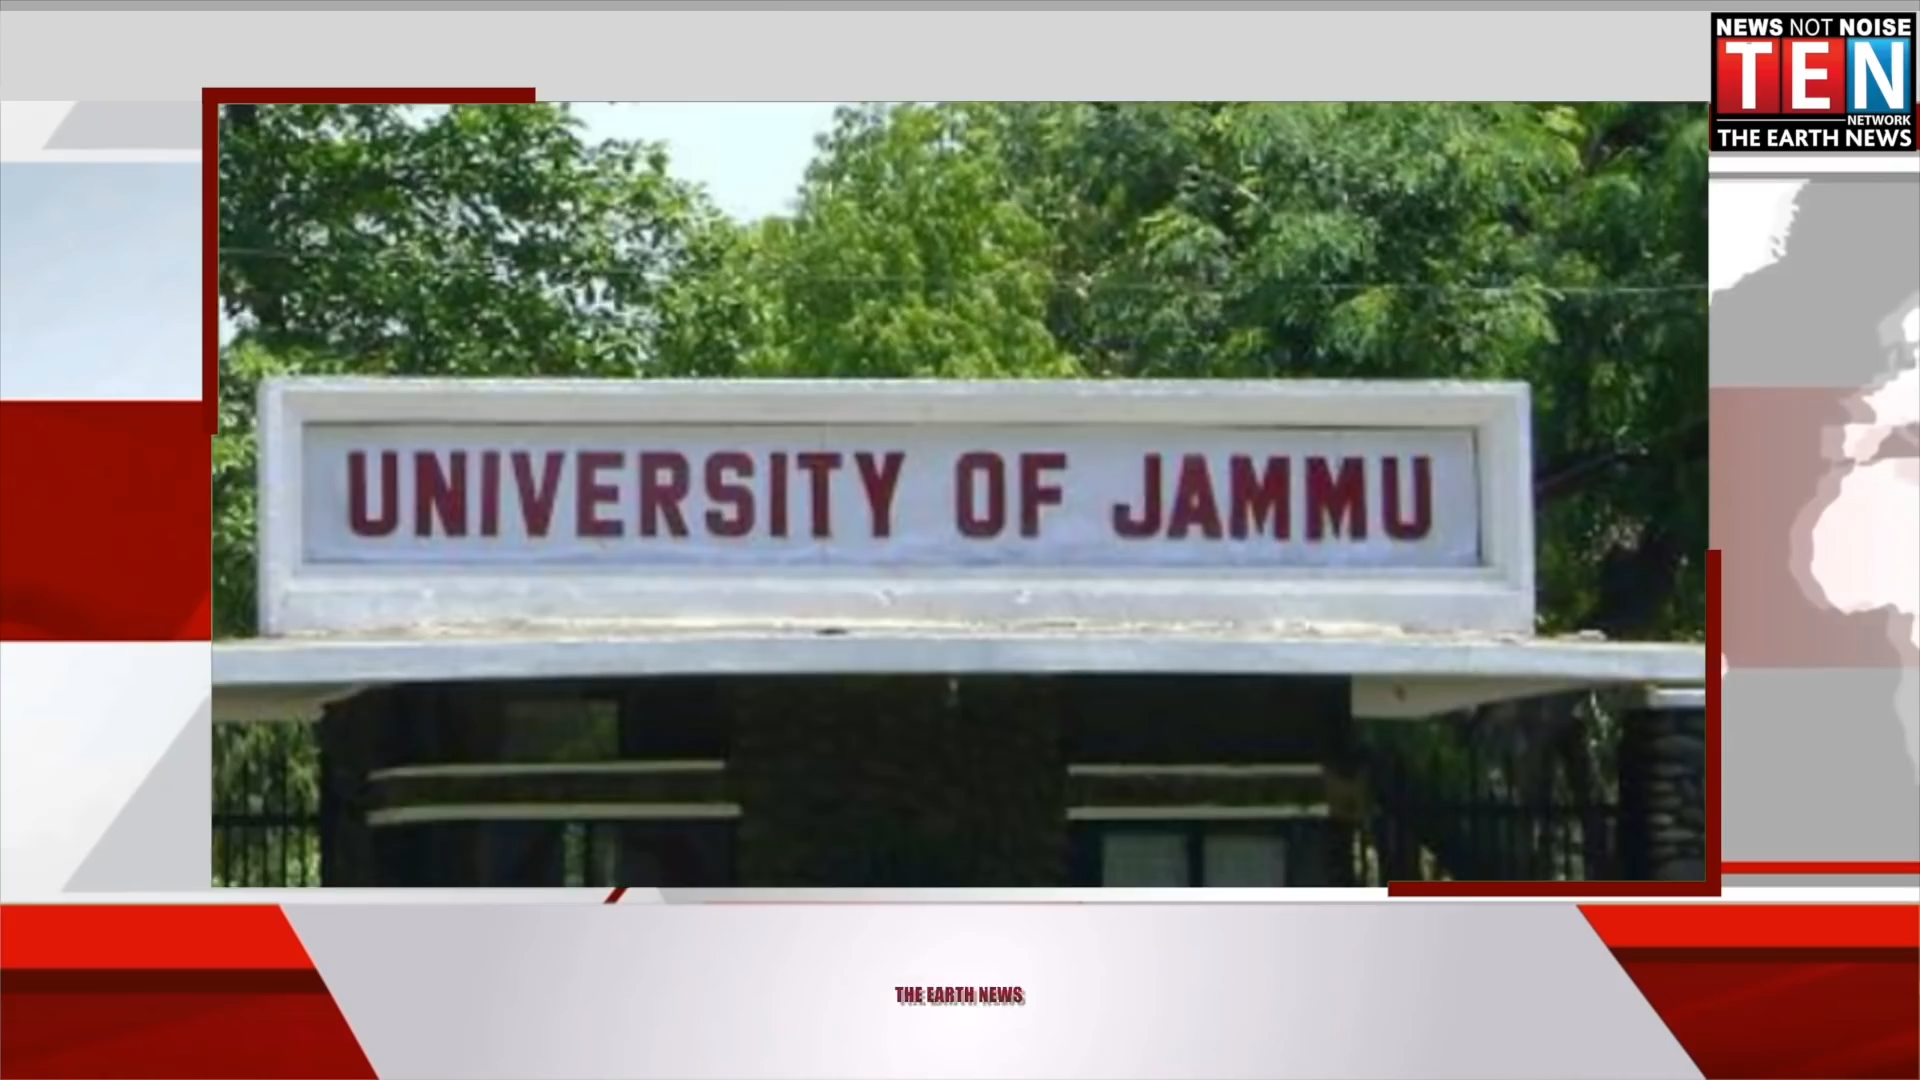 NEWS NOT NOISE
TEN
NETWORK
THE EARTH NEWS
UNIVERSITY OF JAMMU
THE EARTH NEWS